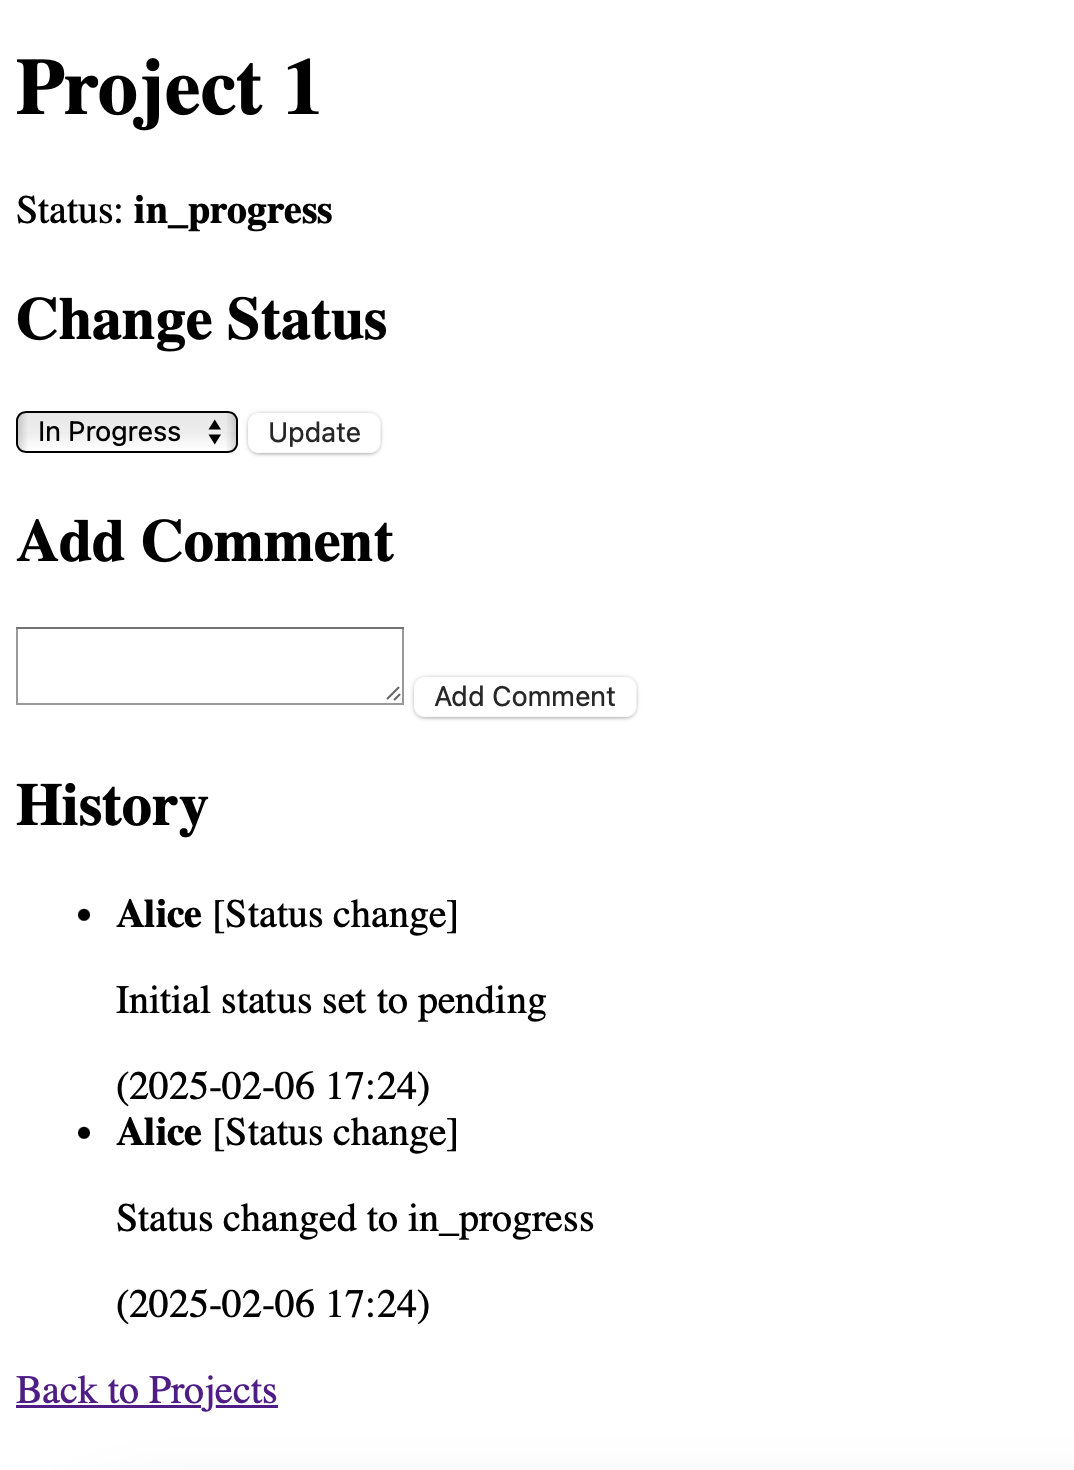 Project 1
Status: in_progress
Change Status
In Progress Update
Add Comment
Add Comment
History
Alice [Status change]
Initial status set to pending
(2025-02-06 17:24)
Alice [Status change]
Status changed to in_progress
(2025-02-06 17:24)
Back to Projects